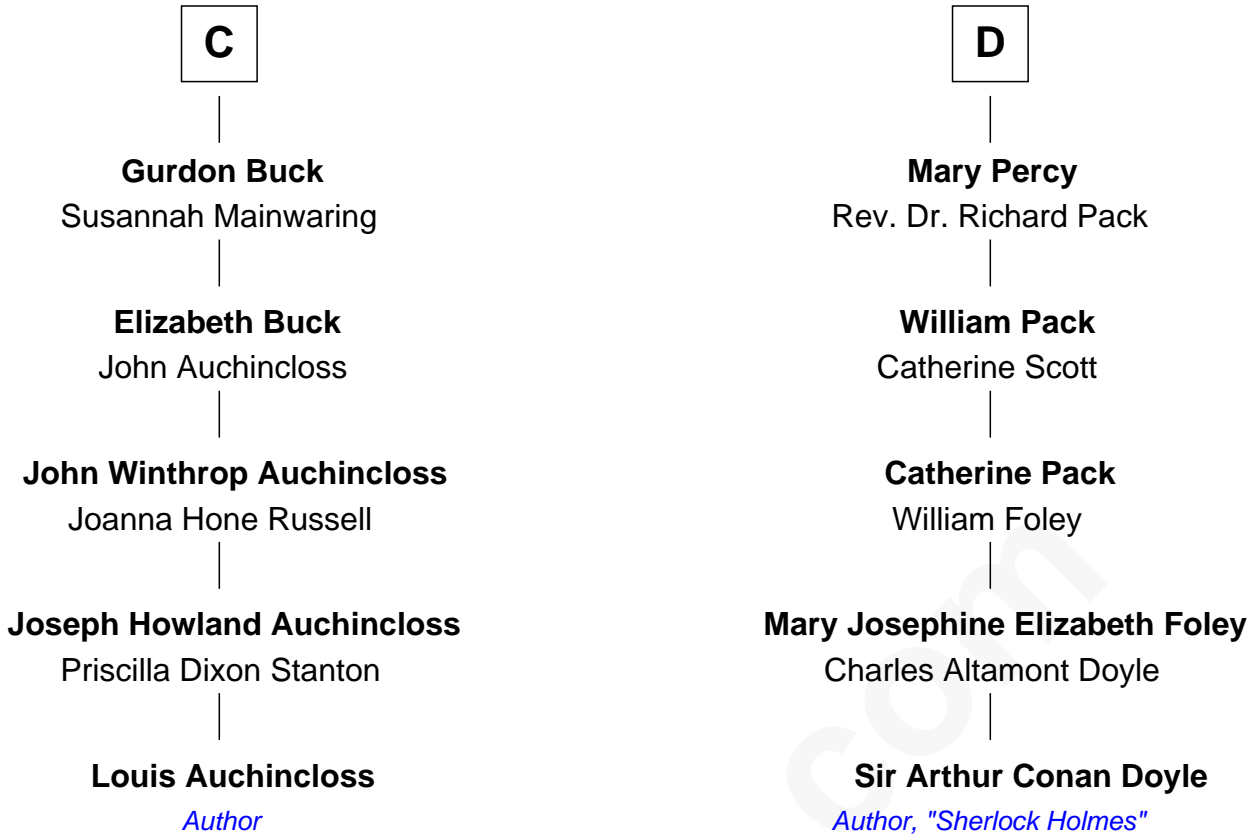 C
Gurdon Buck
Susannah Mainwaring
Elizabeth Buck
John Auchincloss
John Winthrop Auchincloss
Joanna Hone Russell
Joseph Howland Auchincloss
Priscilla Dixon Stanton
Louis Auchincloss
Author
D
Mary Percy
Rev. Dr. Richard Pack
William Pack
Catherine Scott
Catherine Pack
William Foley
Mary Josephine Elizabeth Foley
Charles Altamont Doyle
Sir Arthur Conan Doyle
Author, "Sherlock Holmes"
com